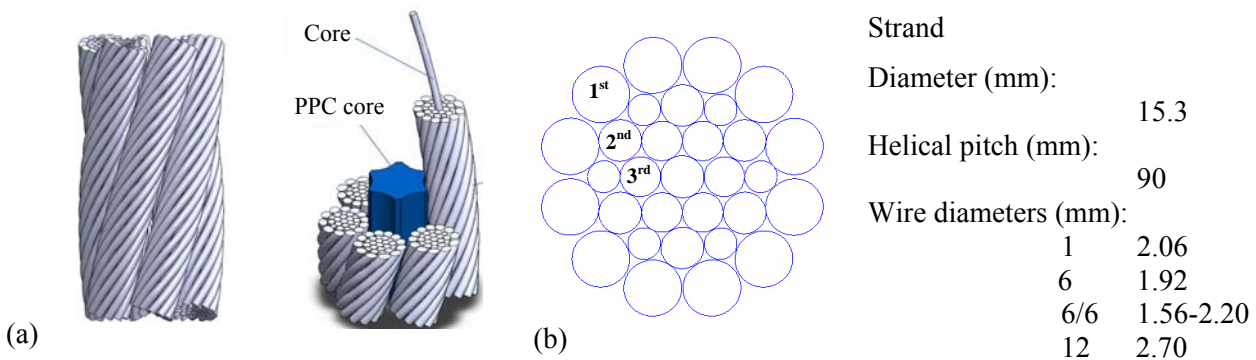 Core
PPC core
(a)
1st
2nd
3rd
(b)
Strand
Diameter (mm):
15.3
Helical pitch (mm):
90
Wire diameters (mm):
1 2.06
6 1.92
6/6 1.56-2.20
12 2.70